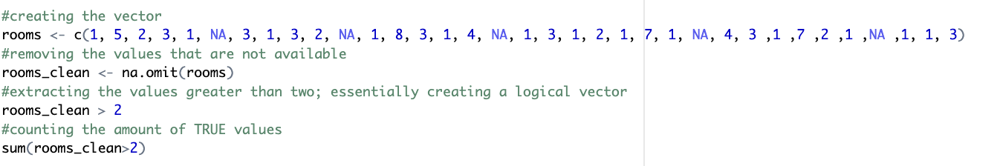 #creating the vector
rooms <- c(1, 5, 2, 3, 1, NA, 3, 1, 3, 2, NA, 1, 8, 3, 1, 4, NA, 1, 3, 1, 2, 1, 7, 1, NA, 4, 3 ,1 ,7 ,2 ,1 ,NA ,1, 1, 3)
#removing the values that are not available
rooms_clean <- na.omit(rooms)
#extracting the values greater than two; essentially creating a logical vector
rooms_clean > 2
#counting the amount of TRUE values
sum(rooms_clean>2)